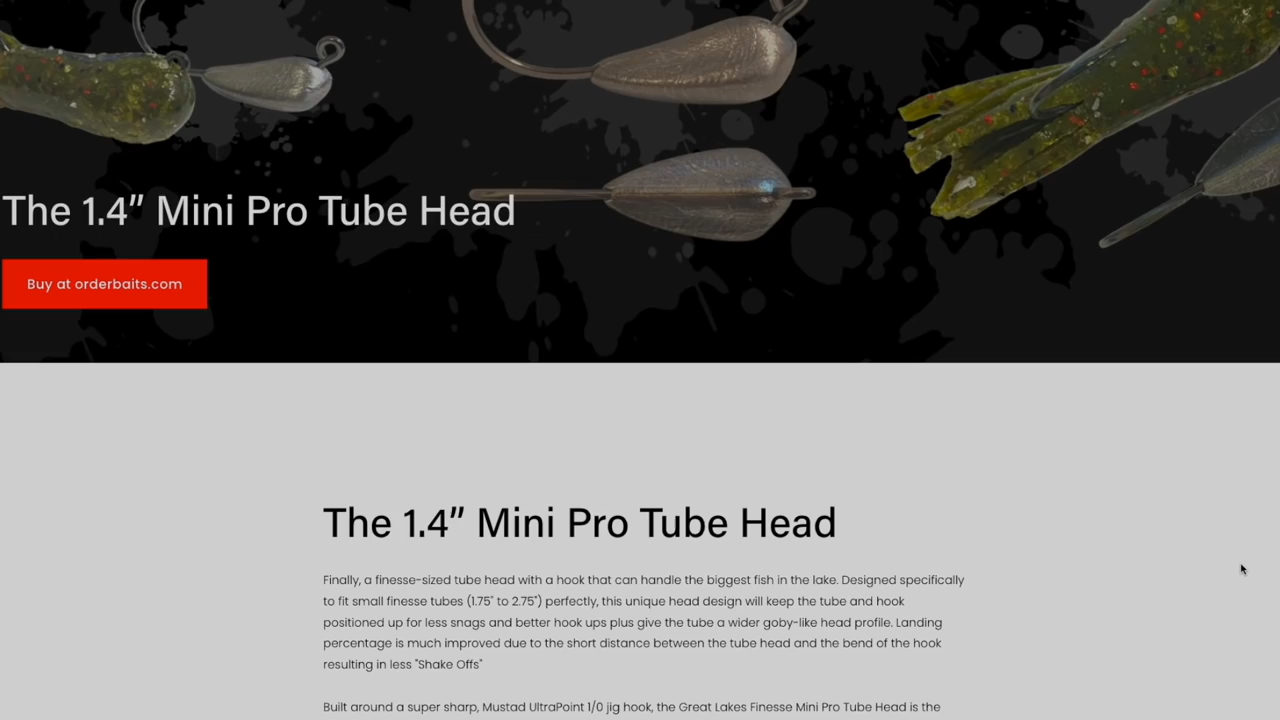 The 1.4” Mini Pro Tube Head
Buy at orderbaits.com
The 1.4” Mini Pro Tube Head
Finally, a finesse-sized tube head with a hook that can handle the biggest fish in the lake. Designed specifically
to fit small finesse tubes (1.75" to 2.75") perfectly, this unique head design will keep the tube and hook
positioned up for less snags and better hook ups plus give the tube a wider goby-like head profile. Landing
percentage is much improved due to the short distance between the tube head and the bend of the hook
resulting in less "Shake Offs"
Built around a super sharp, Mustad UltraPoint 1/0 jig hook, the Great Lakes Finesse Mini Pro Tube Head is the